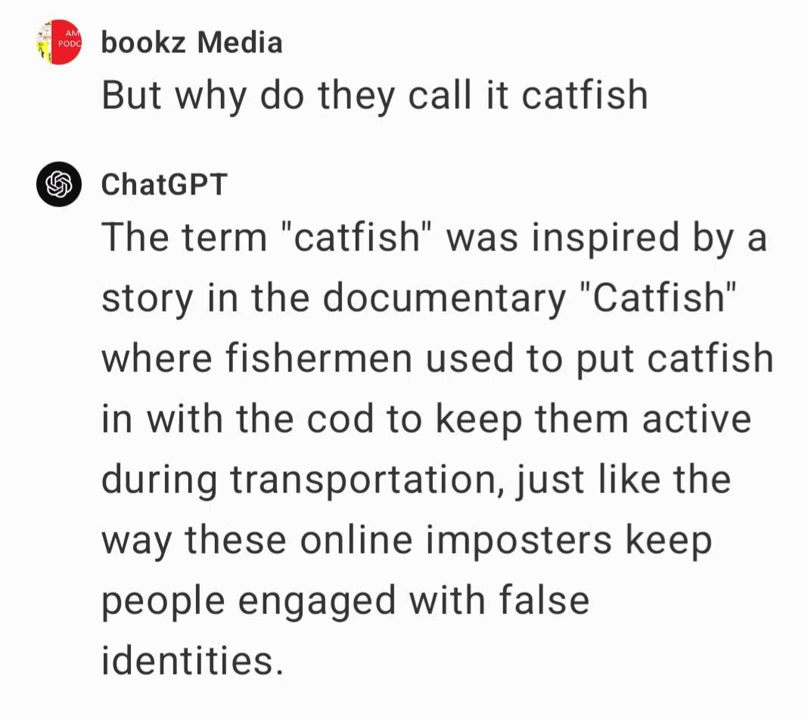 AM
PODC
bookz Media
But why do they call it catfish
ChatGPT
The term "catfish" was inspired by a
story in the documentary "Catfish"
where fishermen used to put catfish
in with the cod to keep them active
during transportation, just like the
way these online imposters keep
people engaged with false
identities.